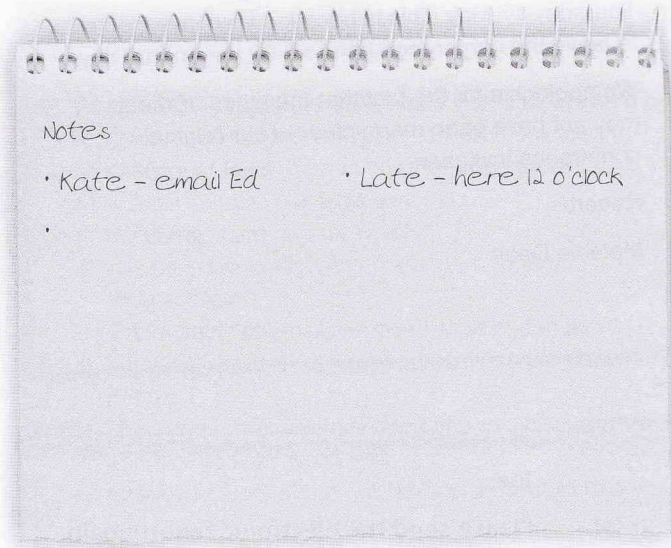 Notes
· Kate – email Ed · Late – here 12 o'clock
·